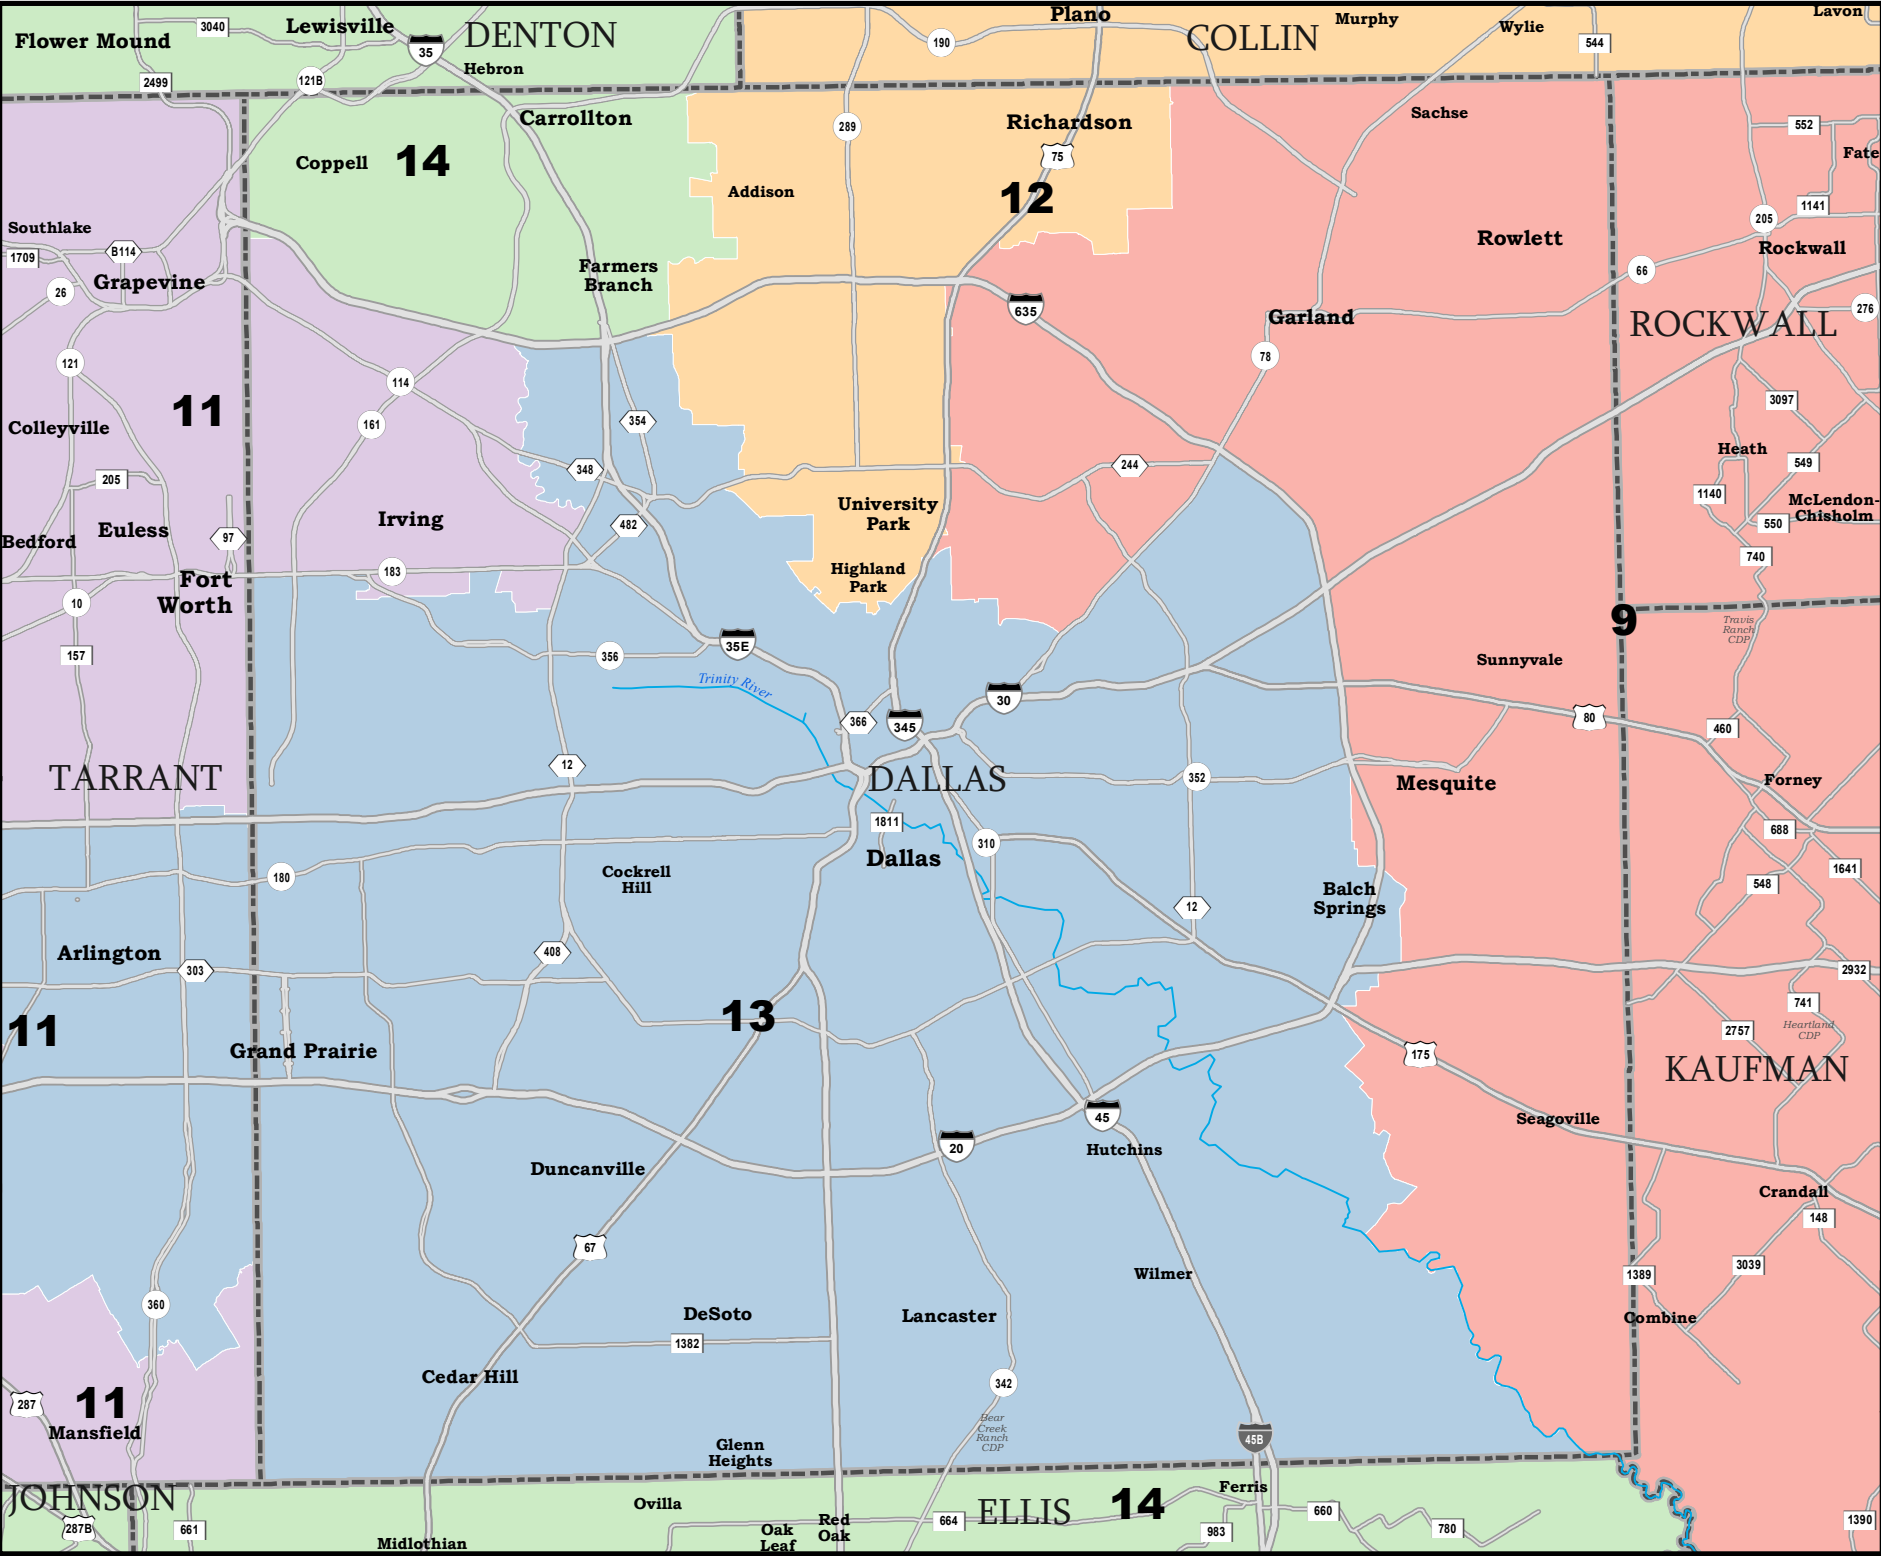 Plano
Lavon
Murphy
3040
Lewisville
DENTON
COLLIN
Wylie
Flower Mound
35
190
544
Hebron
2499
121B
Carrollton
Richardson
Sachse
289
552
Coppell
14
75
Fate
Addison
12
Southlake
1709
B114
1141
205
Rowlett
Rockwall
Grapevine
26
Farmers
Branch
66
635
Garland
276
ROCKWALL
121
114
78
11
161
354
3097
Colleyville
348
244
Heath
549
205
1140
McLendon-
Chisholm
Irving
482
University
Park
550
Euless
97
Bedford
740
183
Highland
Park
Fort
Worth
10
9
Travis
Ranch
CDP
157
356
35E
Sunnyvale
Trinity River
30
366
345
80
460
TARRANT
12
DALLAS
352
Mesquite
Forney
1811
688
310
Dallas
180
Cockrell
Hill
1641
548
Balch
Springs
12
Arlington
408
303
2932
11
13
741
Heartland
CDP
2757
Grand Prairie
175
KAUFMAN
45
Seagoville
20
Hutchins
Duncanville
Crandall
148
67
Wilmer
3039
1389
360
DeSoto
Lancaster
Combine
1382
Cedar Hill
342
287
11
Mansfield
Bear
Creek
Ranch
CDP
45B
Glenn
Heights
JOHNSON
Ferris
Ovilla
ELLIS
14
660
287B
661
Oak
Leaf
Red
Oak
664
983
780
1390
Midlothian